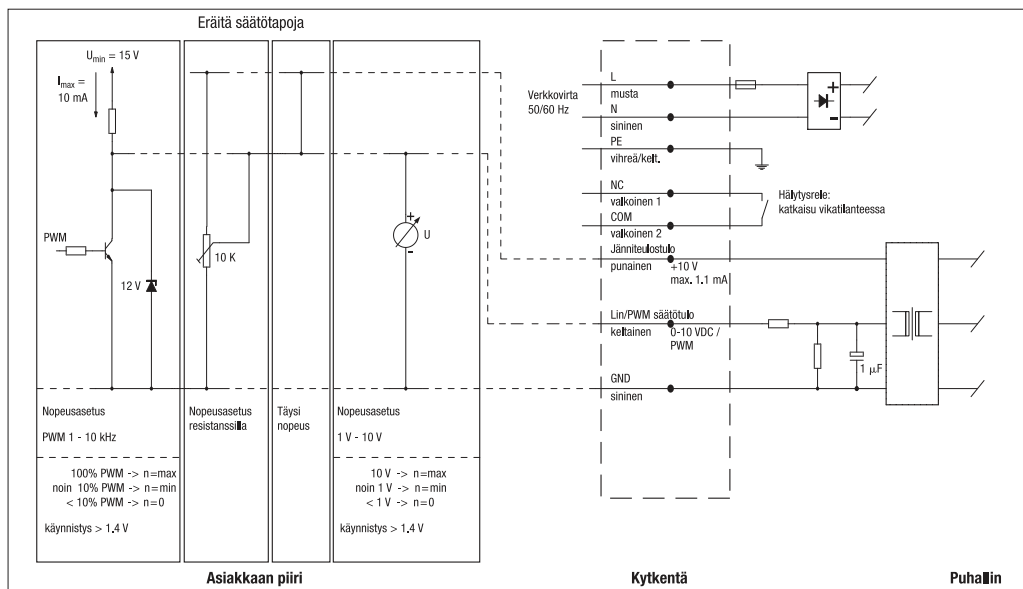 Eräitä säätötapoja
Umin = 15 V
Imax =
10 mA
PWM
12 V
Nopeusasetus
PWM 1 - 10 kHz
100% PWM -> n=max
noin 10% PWM -> n=min
< 10% PWM -> n=0
käynnistys > 1.4 V
10 K
Nopeusasetus
resistanssilla
Täysi
nopeus
+
U
-
Nopeusasetus
1 V - 10 V
10 V -> n=max
noin 1 V -> n=min
< 1 V -> n=0
käynnistys > 1.4 V
Asiakkaan piiri
Verkkovirta
50/60 Hz
L
musta
N
sininen
PE
vihreä/kelt.
NC
valkoinen 1
COM
valkoinen 2
Jänniteulostulo
punainen
+10 V
max. 1.1 mA
Lin/PWM säätötulo
keltainen
0-10 VDC /
PWM
GND
sininen
Kytkentä
+
-
Hälytysrele:
katkaisu vikatilanteessa
1 µF
Puhallin